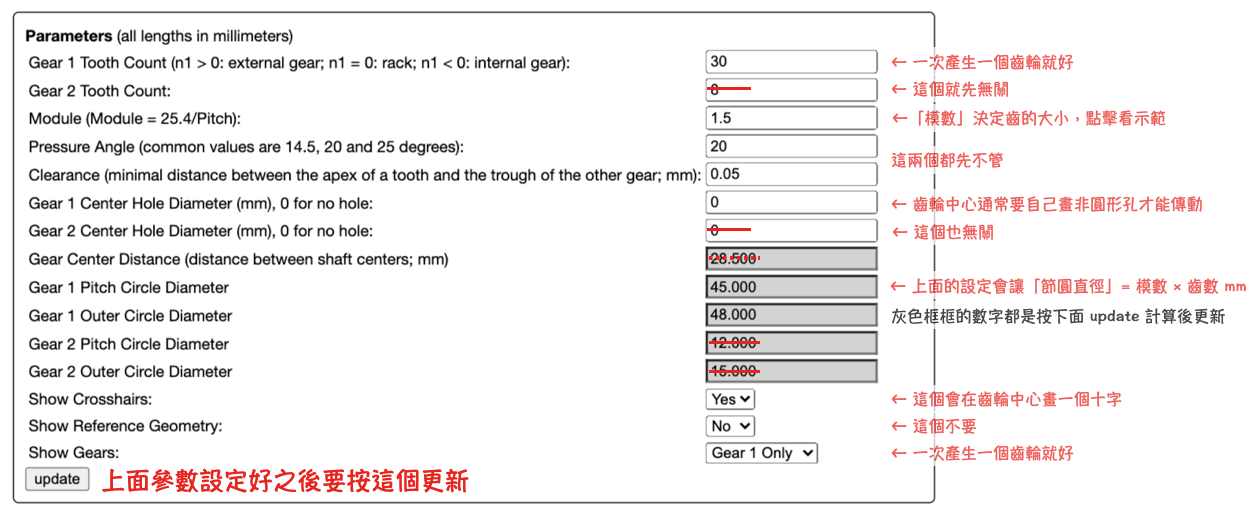 Parameters (all lengths in millimeters)
Gear 1 Tooth Count (n1 > 0: external gear; n1 = 0: rack; n1 < 0: internal gear): 30 ← 一次產生一個齒輪就好
Gear 2 Tooth Count: 8 ← 這個就先無關
Module (Module = 25.4/Pitch): 1.5 ←「模數」決定齒的大小，點擊看示範
Pressure Angle (common values are 14.5, 20 and 25 degrees): 20
這兩個都先不管
Clearance (minimal distance between the apex of a tooth and the trough of the other gear; mm): 0.05
Gear 1 Center Hole Diameter (mm), 0 for no hole: 0 ← 齒輪中心通常要自己畫非圓形孔才能傳動
Gear 2 Center Hole Diameter (mm), 0 for no hole: 0 ← 這個也無關
Gear Center Distance (distance between shaft centers; mm) 28.500
Gear 1 Pitch Circle Diameter 45.000 ← 上面的設定會讓「節圓直徑」= 模數 × 齒數 mm
Gear 1 Outer Circle Diameter 48.000 灰色框框的數字都是按下面 update 計算後更新
Gear 2 Pitch Circle Diameter 12.000
Gear 2 Outer Circle Diameter 15.000
Show Crosshairs: Yes ← 這個會在齒輪中心畫一個十字
Show Reference Geometry: No ← 這個不要
Show Gears: Gear 1 Only ← 一次產生一個齒輪就好
update 上面參數設定好之後要按這個更新